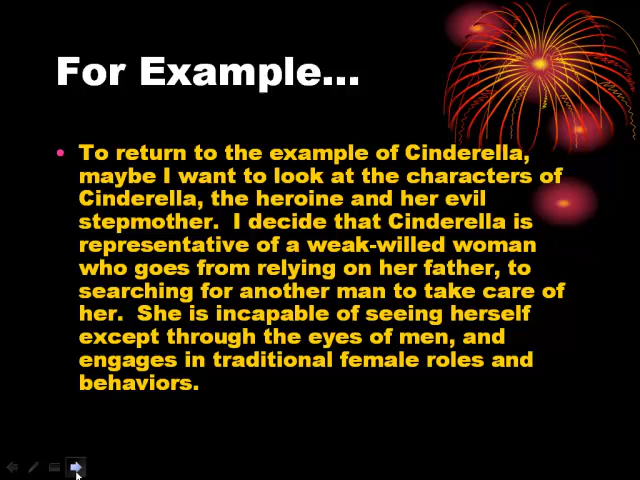 For Example...
• To return to the example of Cinderella,
maybe I want to look at the characters of
Cinderella, the heroine and her evil
stepmother.  I decide that Cinderella is
representative of a weak-willed woman
who goes from relying on her father, to
searching for another man to take care of
her.  She is incapable of seeing herself
except through the eyes of men, and
engages in traditional female roles and
behaviors.